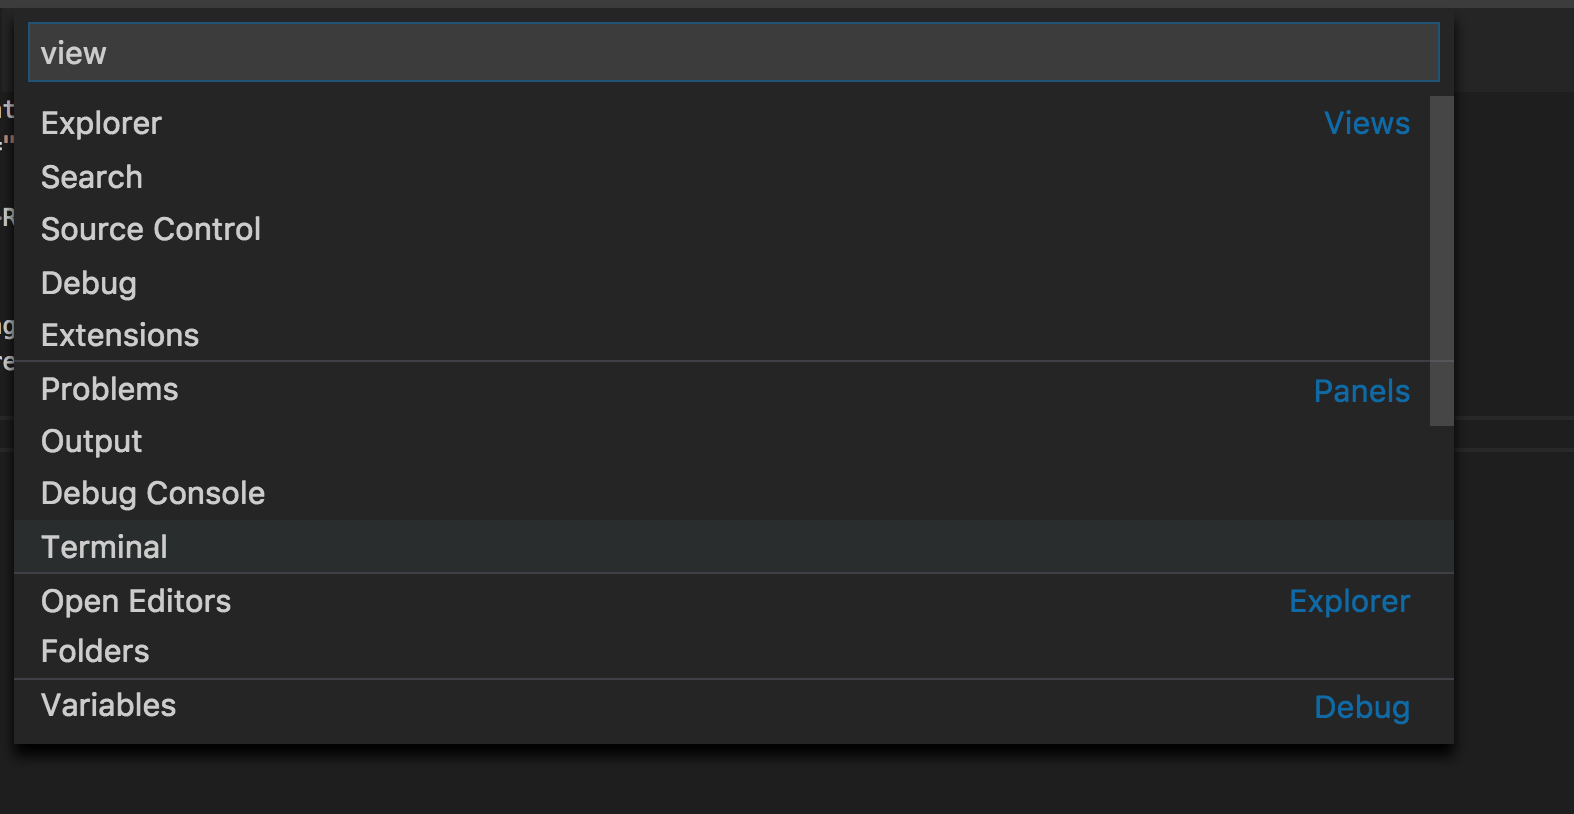 view
Explorer Views
Search
Source Control
Debug
Extensions
Problems Panels
Output
Debug Console
Terminal
Open Editors Explorer
Folders
Variables Debug